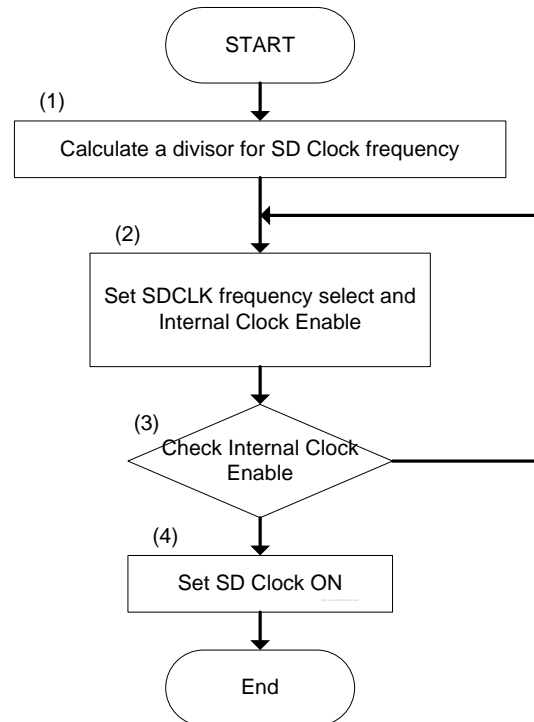 START
(1)
Calculate a divisor for SD Clock frequency
(2)
Set SDCLK frequency select and
Internal Clock Enable
(3)
Check Internal Clock
Enable
(4)
Set SD Clock ON
End